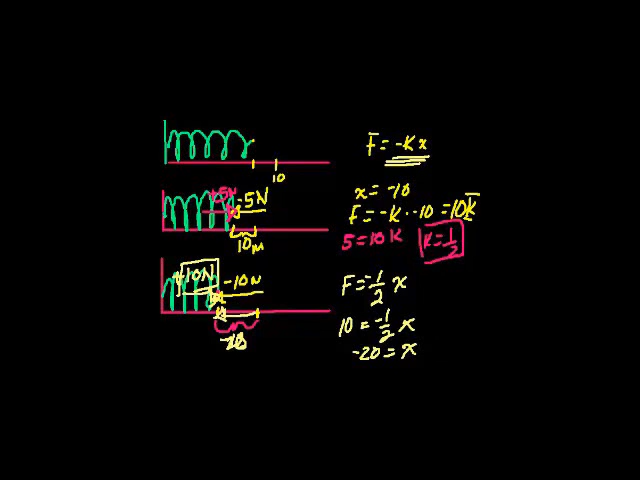 F = -Kx
10
+5N
-5N
x = -10
F = -K · -10 = 10K
10m
5 = 10K
K = 1/2
+10N
-10N
F = -1/2 x
10 = -1/2 x
-20 = x